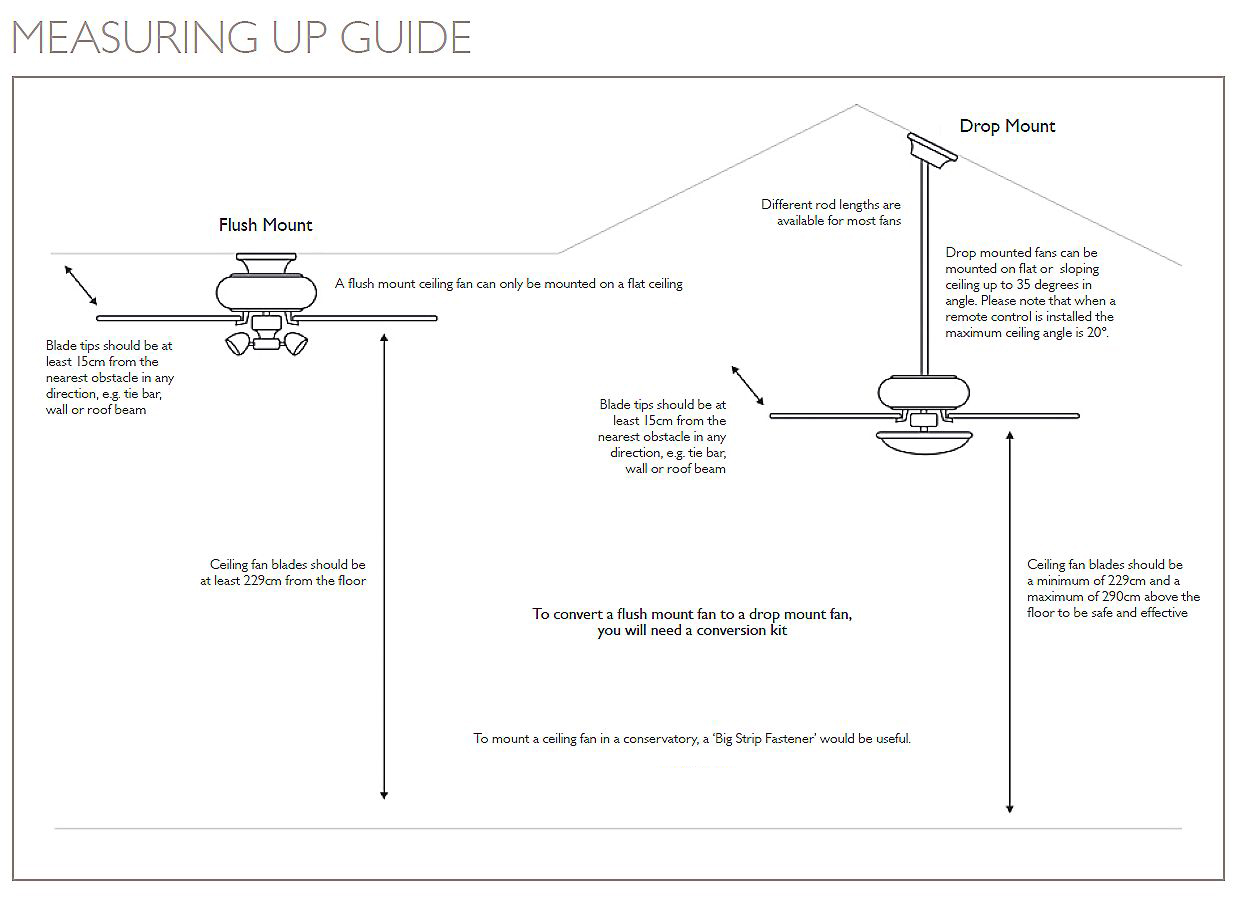 MEASURING UP GUIDE
Drop Mount
Different rod lengths are
available for most fans
Flush Mount
Drop mounted fans can be
mounted on flat or sloping
ceiling up to 35 degrees in
angle. Please note that when a
remote control is installed the
maximum ceiling angle is 20°.
A flush mount ceiling fan can only be mounted on a flat ceiling
Blade tips should be at
least 15cm from the
nearest obstacle in any
direction, e.g. tie bar,
wall or roof beam
Blade tips should be at
least 15cm from the
nearest obstacle in any
direction, e.g. tie bar,
wall or roof beam
Ceiling fan blades should be
at least 229cm from the floor
Ceiling fan blades should be
a minimum of 229cm and a
maximum of 290cm above the
floor to be safe and effective
To convert a flush mount fan to a drop mount fan,
you will need a conversion kit
To mount a ceiling fan in a conservatory, a ‘Big Strip Fastener’ would be useful.